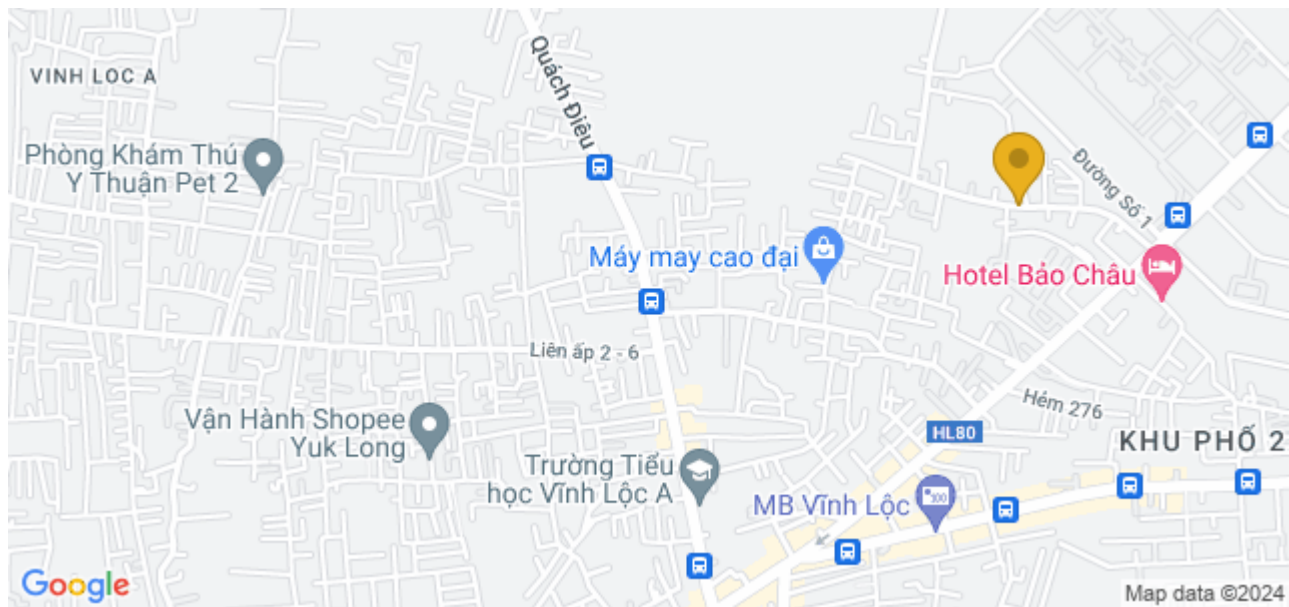 VINH LOC A
Quách Điêu
Phòng Khám Thú
Y Thuận Pet 2
Đường Số 1
Máy may cao đại
Hotel Bảo Châu
Liên ấp 2 - 6
Vận Hành Shopee
Yuk Long
Hẻm 276
HL80
KHU PHỐ 2
Trường Tiểu
học Vĩnh Lộc A
MB Vĩnh Lộc
100
Google
Map data ©2024